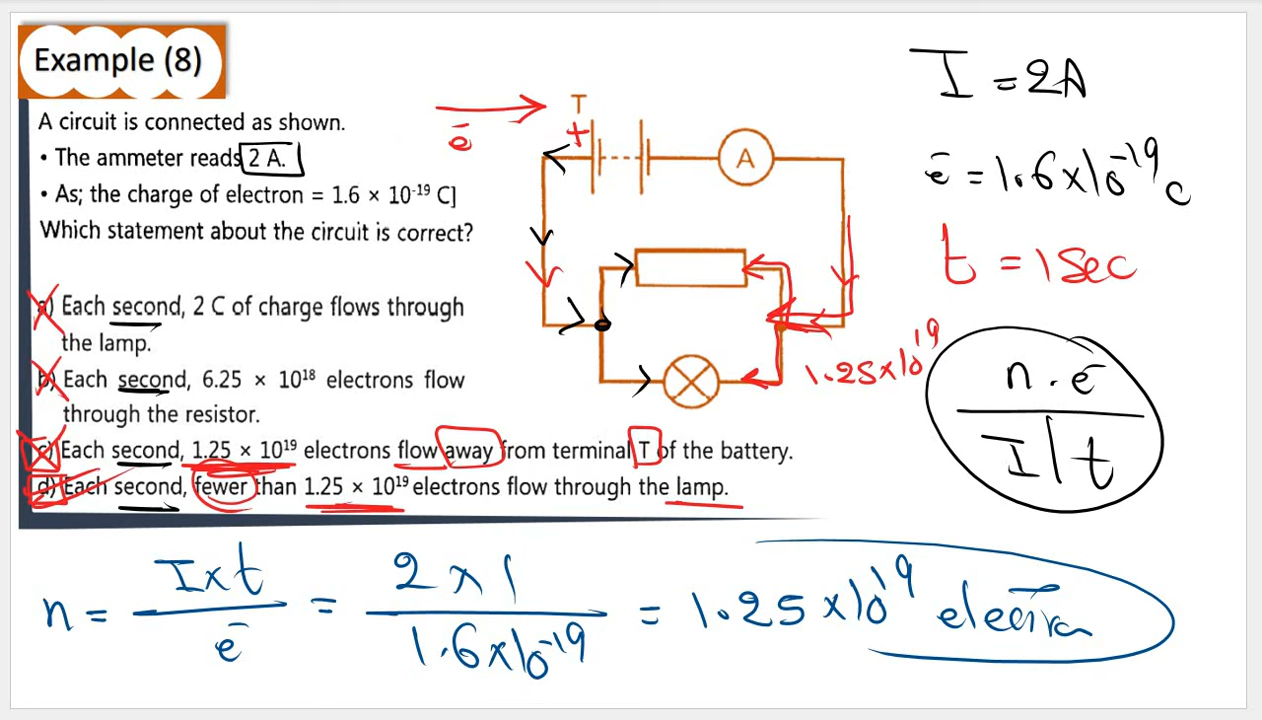 Example (8)
I = 2A
A circuit is connected as shown.
• The ammeter reads 2 A.
ē
T
+
A
ē = 1.6×10⁻¹⁹ C
• As; the charge of electron = 1.6 × 10⁻¹⁹ C]
Which statement about the circuit is correct?
t = 1 Sec
a) Each second, 2 C of charge flows through
the lamp.
b) Each second, 6.25 × 10¹⁸ electrons flow
through the resistor.
1.25×10¹⁹
n . ē
I | t
c) Each second, 1.25 × 10¹⁹ electrons flow away from terminal T of the battery.
d) Each second, fewer than 1.25 × 10¹⁹ electrons flow through the lamp.
n = I×t / ē = 2 × 1 / 1.6×10⁻¹⁹ = 1.25 ×10¹⁹ electron